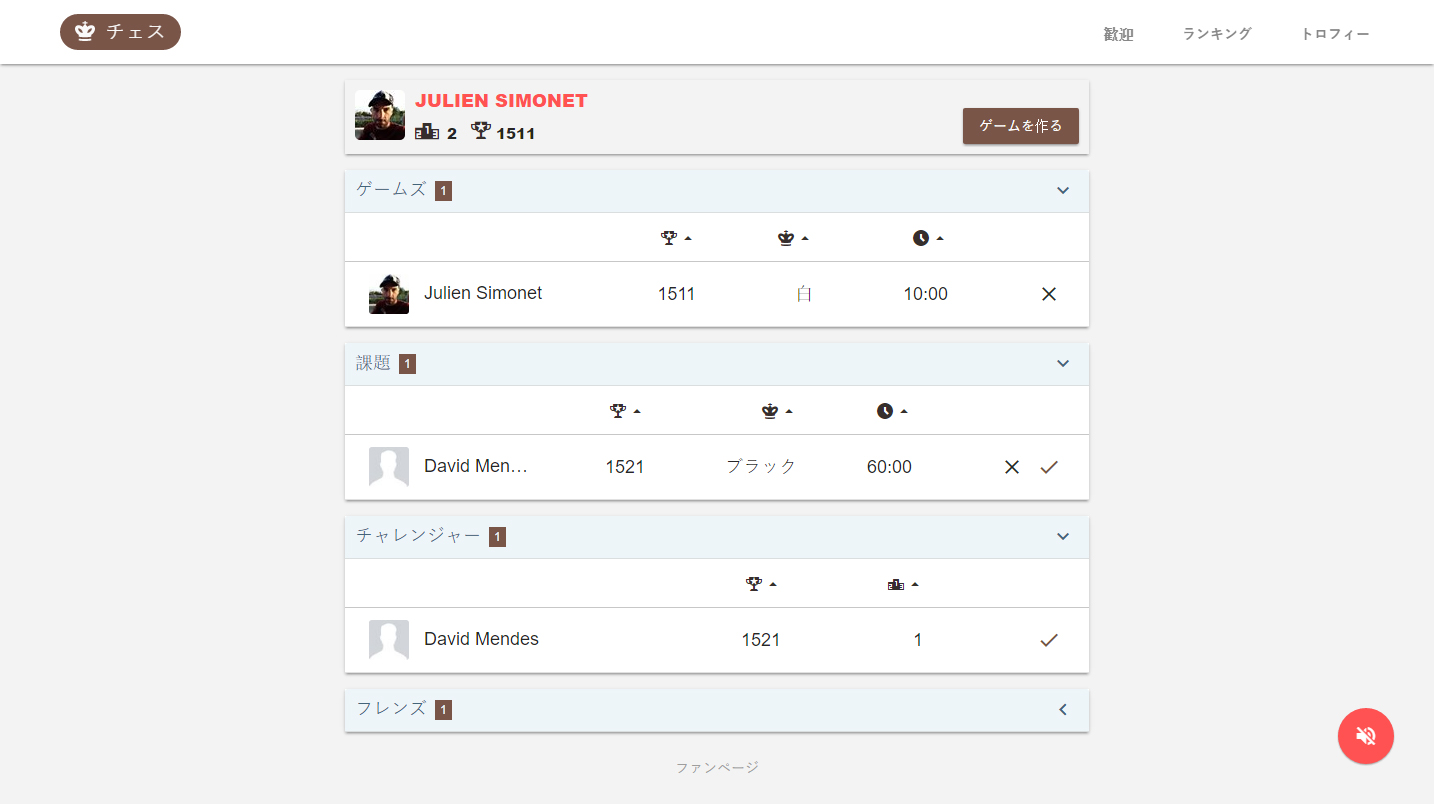 チェス
歓迎 ランキング トロフィー
JULIEN SIMONET
2 1511
ゲームを作る
ゲームズ 1
Julien Simonet 1511 白 10:00
課題 1
David Men… 1521 ブラック 60:00
チャレンジャー 1
David Mendes 1521 1
フレンズ 1
ファンページ